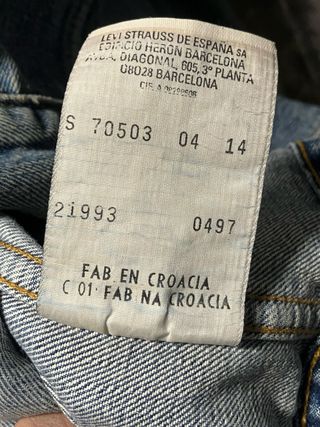 LEVI STRAUSS DE ESPAÑA SA
EDIFICIO HERON BARCELONA
AVDA. DIAGONAL, 605, 3º PLANTA
08028 BARCELONA
S 70503 04 14
21993 0497
FAB EN CROACIA
C 01· FAB NA CROACIA